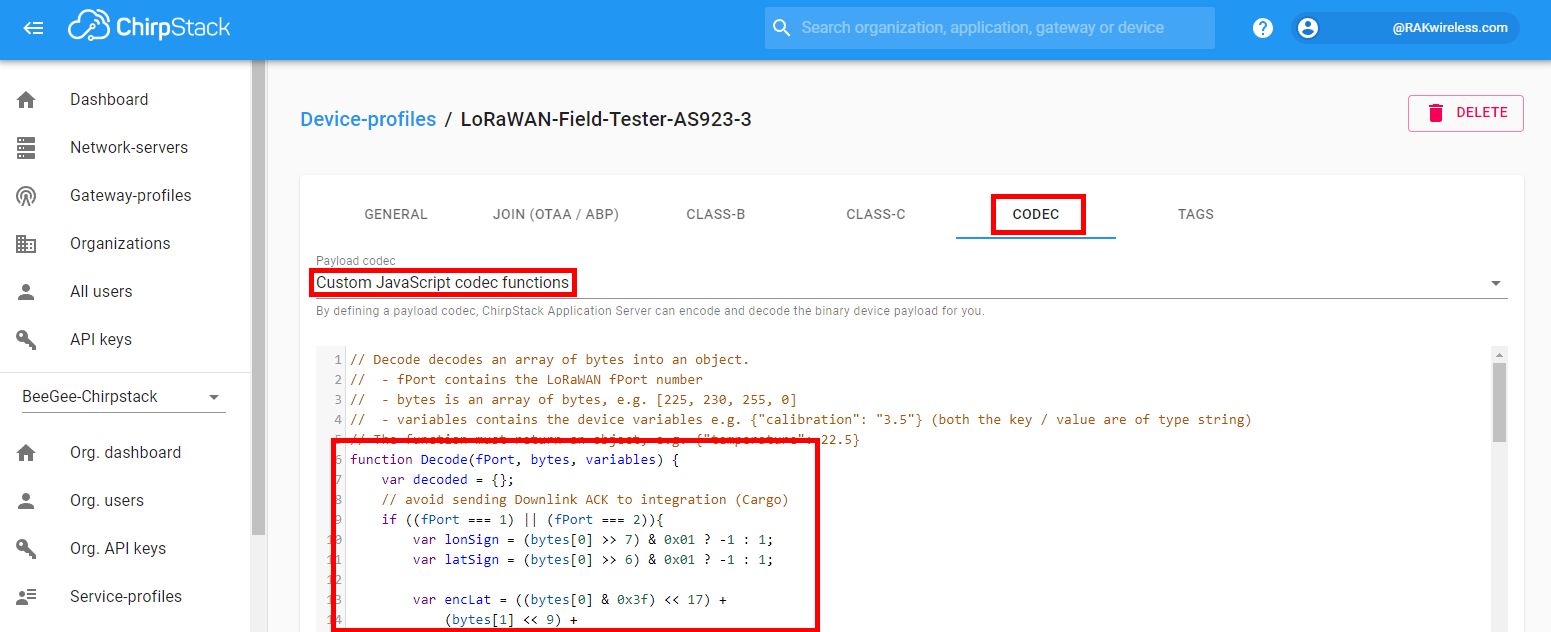 ChirpStack
Search organization, application, gateway or device
?
@RAKwireless.com
Dashboard
Network-servers
Gateway-profiles
Organizations
All users
API keys
BeeGee-Chirpstack
Org. dashboard
Org. users
Org. API keys
Service-profiles
Device-profiles / LoRaWAN-Field-Tester-AS923-3
DELETE
GENERAL
JOIN (OTAA / ABP)
CLASS-B
CLASS-C
CODEC
TAGS
Payload codec
Custom JavaScript codec functions
By defining a payload codec, ChirpStack Application Server can encode and decode the binary device payload for you.
1 // Decode decodes an array of bytes into an object.
2 //  - fPort contains the LoRaWAN fPort number
3 //  - bytes is an array of bytes, e.g. [225, 230, 255, 0]
4 //  - variables contains the device variables e.g. {"calibration": "3.5"} (both the key / value are of type string)
5 // The function must return an object, e.g. {"temperature": 22.5}
6 function Decode(fPort, bytes, variables) {
7     var decoded = {};
8     // avoid sending Downlink ACK to integration (Cargo)
9     if ((fPort === 1) || (fPort === 2)){
10         var lonSign = (bytes[0] >> 7) & 0x01 ? -1 : 1;
11         var latSign = (bytes[0] >> 6) & 0x01 ? -1 : 1;
12
13         var encLat = ((bytes[0] & 0x3f) << 17) +
14             (bytes[1] << 9) +